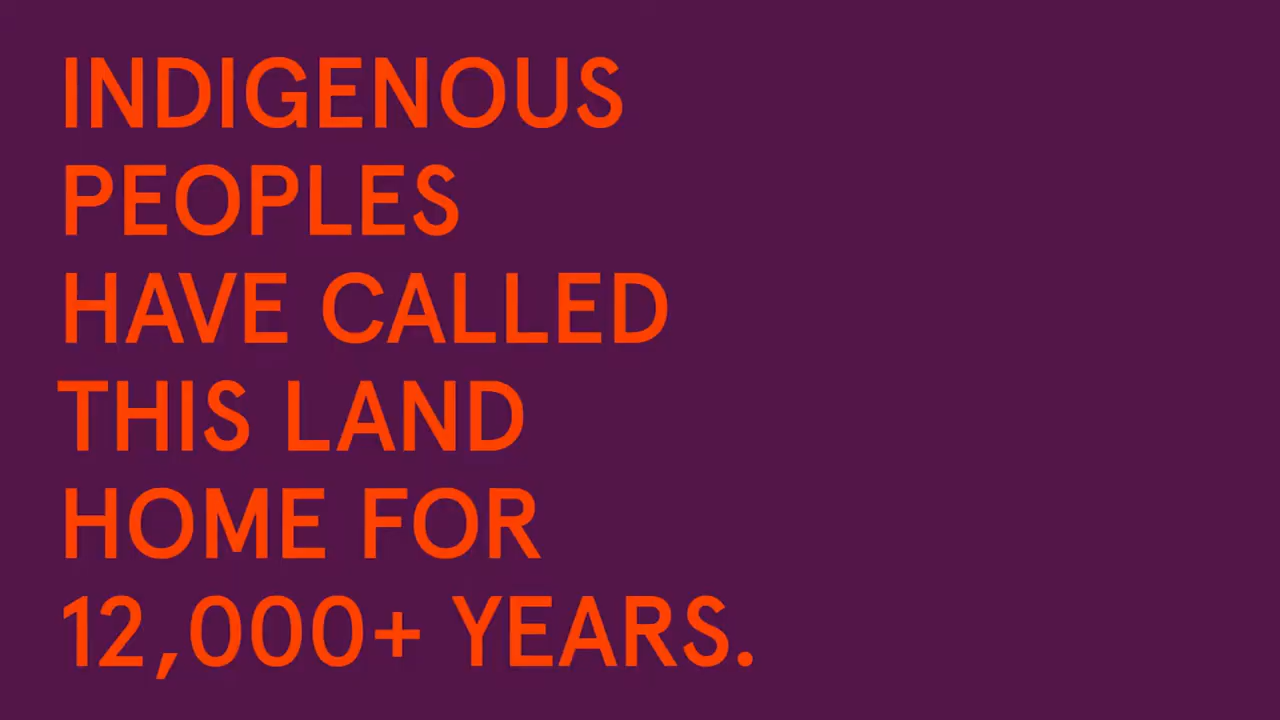 INDIGENOUS
PEOPLES
HAVE CALLED
THIS LAND
HOME FOR
12,000+ YEARS.